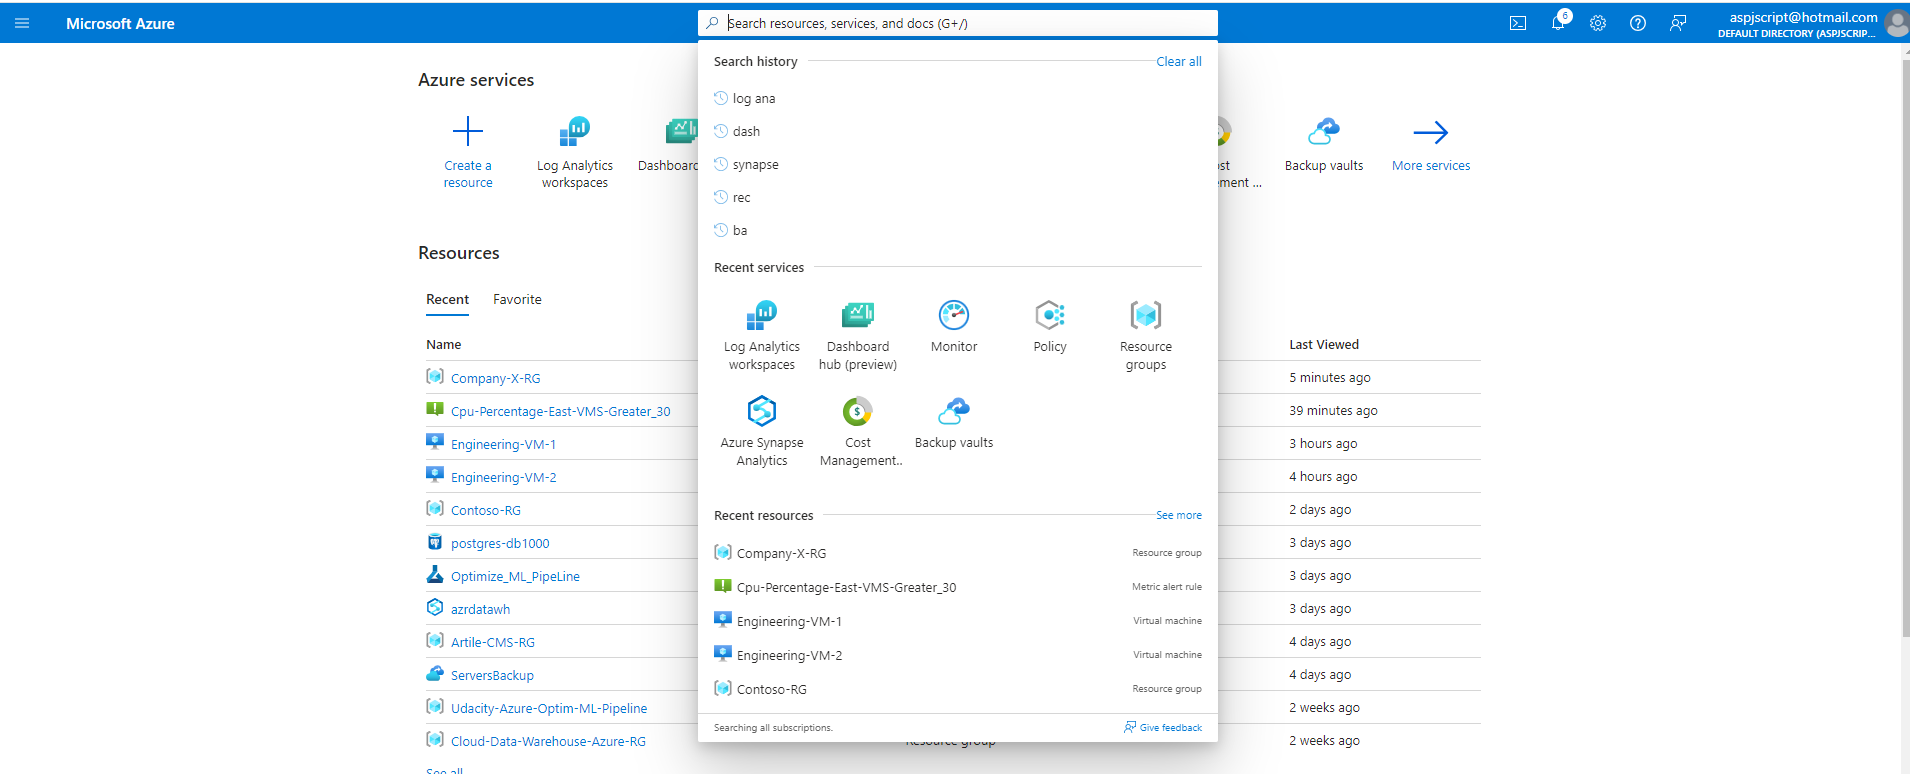 Microsoft Azure
Search resources, services, and docs (G+/)
6
aspjscript@hotmail.com
DEFAULT DIRECTORY (ASPJSCRIP...
Azure services
Create a
resource
Log Analytics
workspaces
Dashboard
Backup vaults
More services
ment ...
Search history
Clear all
log ana
dash
synapse
rec
ba
Recent services
Log Analytics
workspaces
Dashboard
hub (preview)
Monitor
Policy
Resource
groups
Azure Synapse
Analytics
Cost
Management..
Backup vaults
Recent resources
See more
Company-X-RG
Resource group
Cpu-Percentage-East-VMS-Greater_30
Metric alert rule
Engineering-VM-1
Virtual machine
Engineering-VM-2
Virtual machine
Contoso-RG
Resource group
Searching all subscriptions.
Give feedback
Resources
Recent
Favorite
Name
Last Viewed
Company-X-RG
5 minutes ago
Cpu-Percentage-East-VMS-Greater_30
39 minutes ago
Engineering-VM-1
3 hours ago
Engineering-VM-2
4 hours ago
Contoso-RG
2 days ago
postgres-db1000
3 days ago
Optimize_ML_PipeLine
3 days ago
azrdatawh
3 days ago
Artile-CMS-RG
4 days ago
ServersBackup
4 days ago
Udacity-Azure-Optim-ML-Pipeline
2 weeks ago
Cloud-Data-Warehouse-Azure-RG
Resource group
2 weeks ago
See all